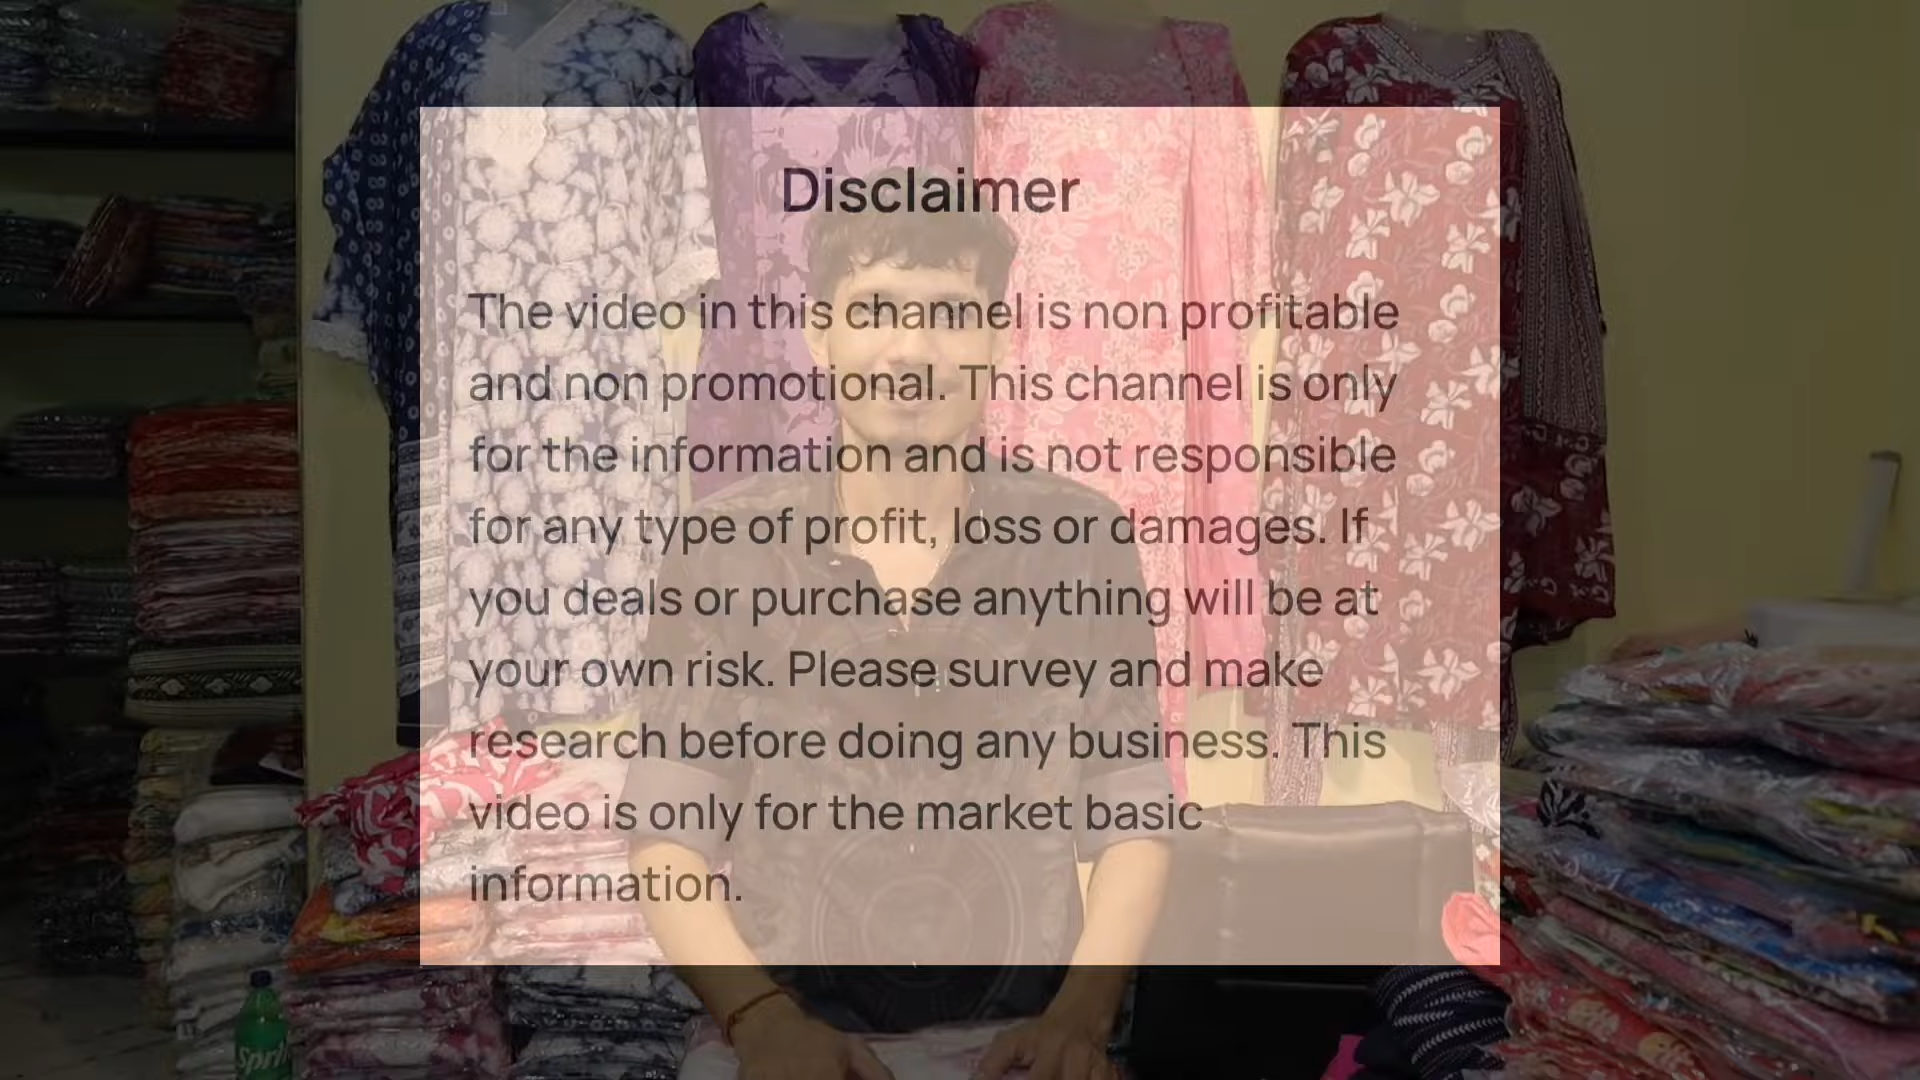 Disclaimer
The video in this channel is non profitable
and non promotional. This channel is only
for the information and is not responsible
for any type of profit, loss or damages. If
you deals or purchase anything will be at
your own risk. Please survey and make
research before doing any business. This
video is only for the market basic
information.